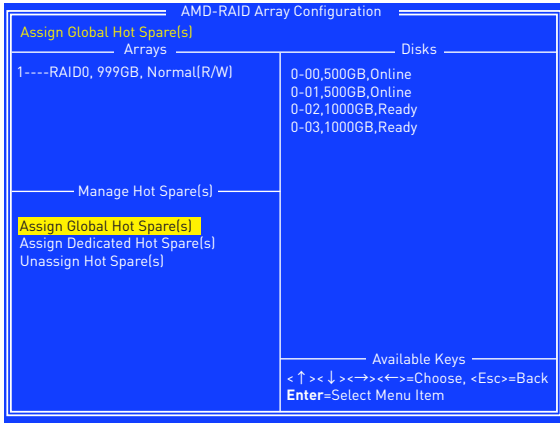 AMD-RAID Array Configuration
Assign Global Hot Spare(s)
Arrays
1----RAID0, 999GB, Normal(R/W)
Disks
0-00,500GB,Online
0-01,500GB,Online
0-02,1000GB,Ready
0-03,1000GB,Ready
Manage Hot Spare(s)
Assign Global Hot Spare(s)
Assign Dedicated Hot Spare(s)
Unassign Hot Spare(s)
Available Keys
<↑><↓><→><←>=Choose, <Esc>=Back
Enter=Select Menu Item